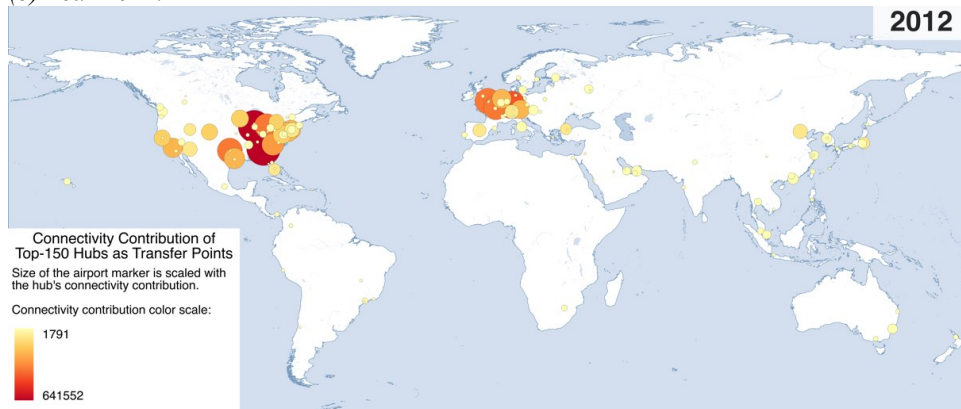 2012
Connectivity Contribution of
Top-150 Hubs as Transfer Points
Size of the airport marker is scaled with
the hub's connectivity contribution.
Connectivity contribution color scale:
1791
641552